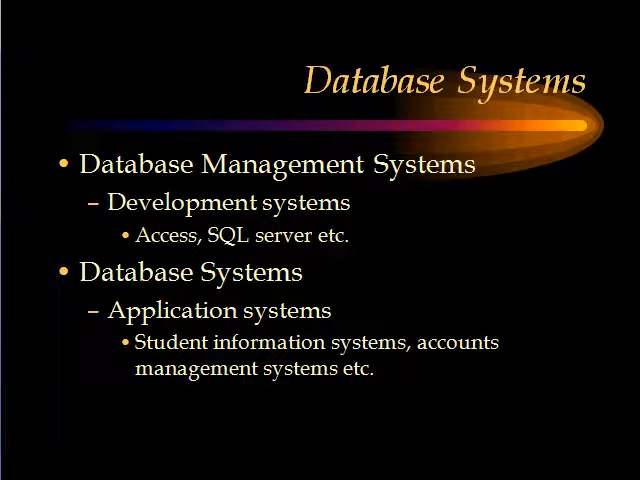 Database Systems
• Database Management Systems
– Development systems
• Access, SQL server etc.
• Database Systems
– Application systems
• Student information systems, accounts
management systems etc.